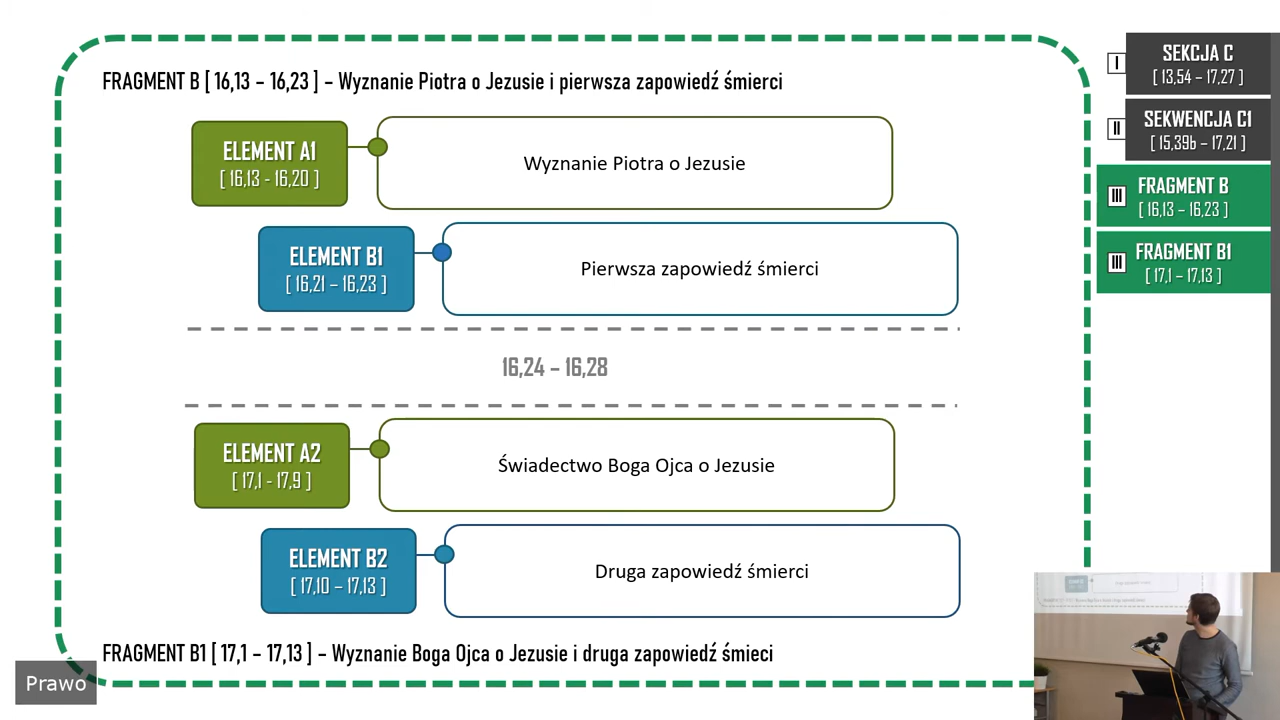 FRAGMENT B [ 16,13 – 16,23 ] – Wyznanie Piotra o Jezusie i pierwsza zapowiedź śmierci
ELEMENT A1
[ 16,13 - 16,20 ]
Wyznanie Piotra o Jezusie
ELEMENT B1
[ 16,21 – 16,23 ]
Pierwsza zapowiedź śmierci
16,24 – 16,28
ELEMENT A2
[ 17,1 - 17,9 ]
Świadectwo Boga Ojca o Jezusie
ELEMENT B2
[ 17,10 – 17,13 ]
Druga zapowiedź śmierci
FRAGMENT B1 [ 17,1 – 17,13 ] – Wyznanie Boga Ojca o Jezusie i druga zapowiedź śmieci
Prawo
I
SEKCJA C
[ 13,54 – 17,27 ]
II
SEKWENCJA C1
[ 15,39b – 17,21 ]
III
FRAGMENT B
[ 16,13 – 16,23 ]
III
FRAGMENT B1
[ 17,1 – 17,13 ]